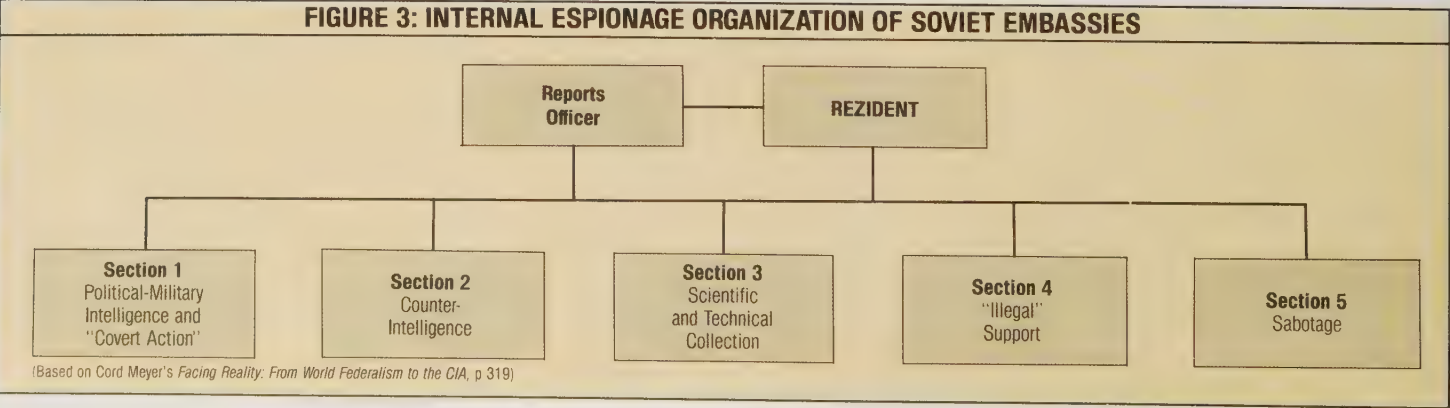 FIGURE 3: INTERNAL ESPIONAGE ORGANIZATION OF SOVIET EMBASSIES
Reports
Officer
REZIDENT
Section 1
Political-Military
Intelligence and
"Covert Action"
Section 2
Counter-
Intelligence
Section 3
Scientific
and Technical
Collection
Section 4
"Illegal"
Support
Section 5
Sabotage
(Based on Cord Meyer's Facing Reality: From World Federalism to the CIA, p 319)